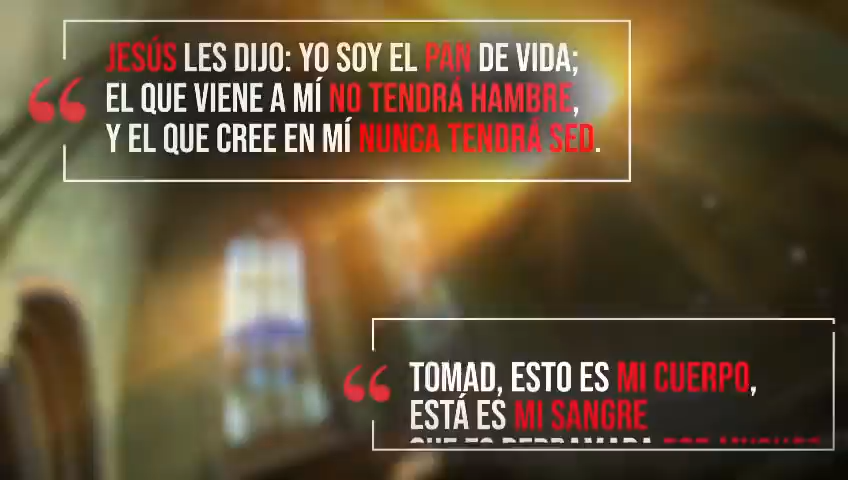 JESÚS LES DIJO: YO SOY EL PAN DE VIDA;
EL QUE VIENE A MÍ NO TENDRÁ HAMBRE,
Y EL QUE CREE EN MÍ NUNCA TENDRÁ SED.
TOMAD, ESTO ES MI CUERPO,
ESTÁ ES MI SANGRE